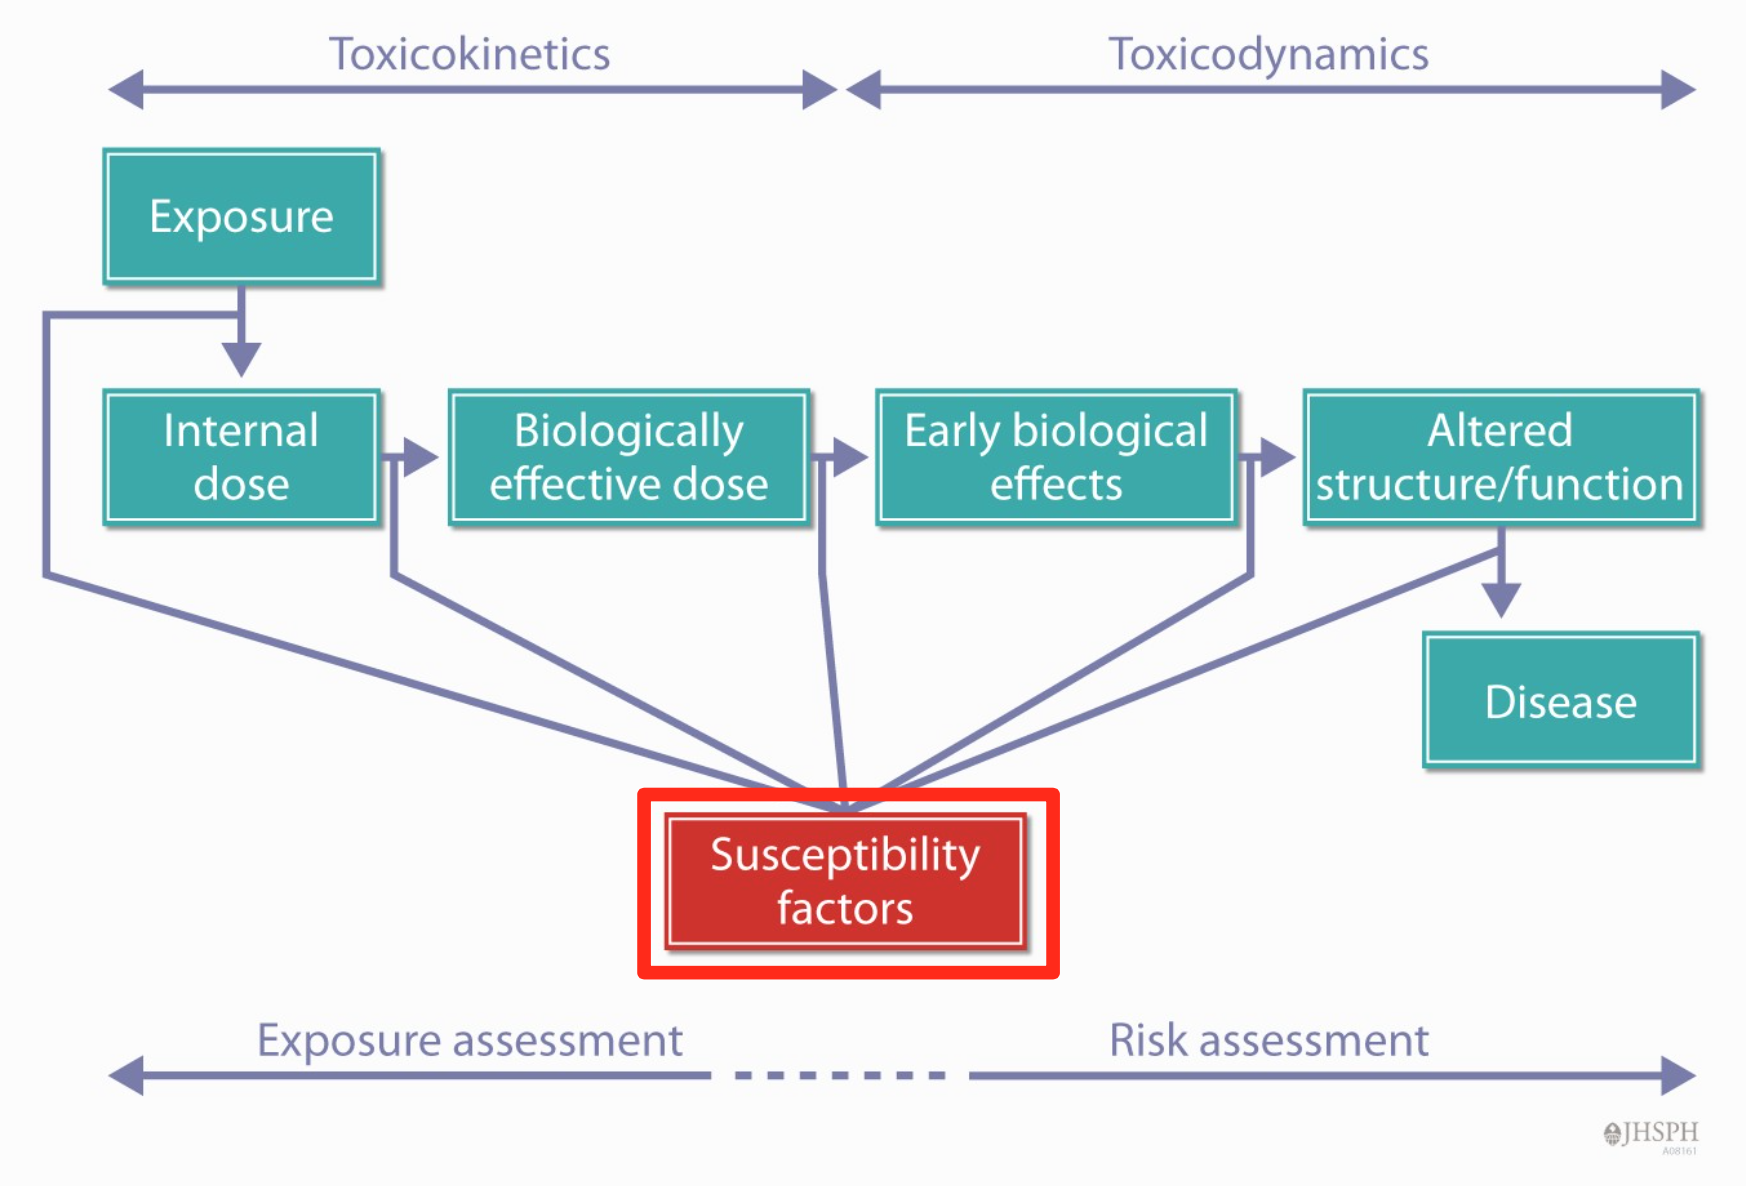 Toxicokinetics
Toxicodynamics
Exposure
Internal
dose
Biologically
effective dose
Early biological
effects
Altered
structure/function
Disease
Susceptibility
factors
Exposure assessment
Risk assessment
JHSPH
A08161